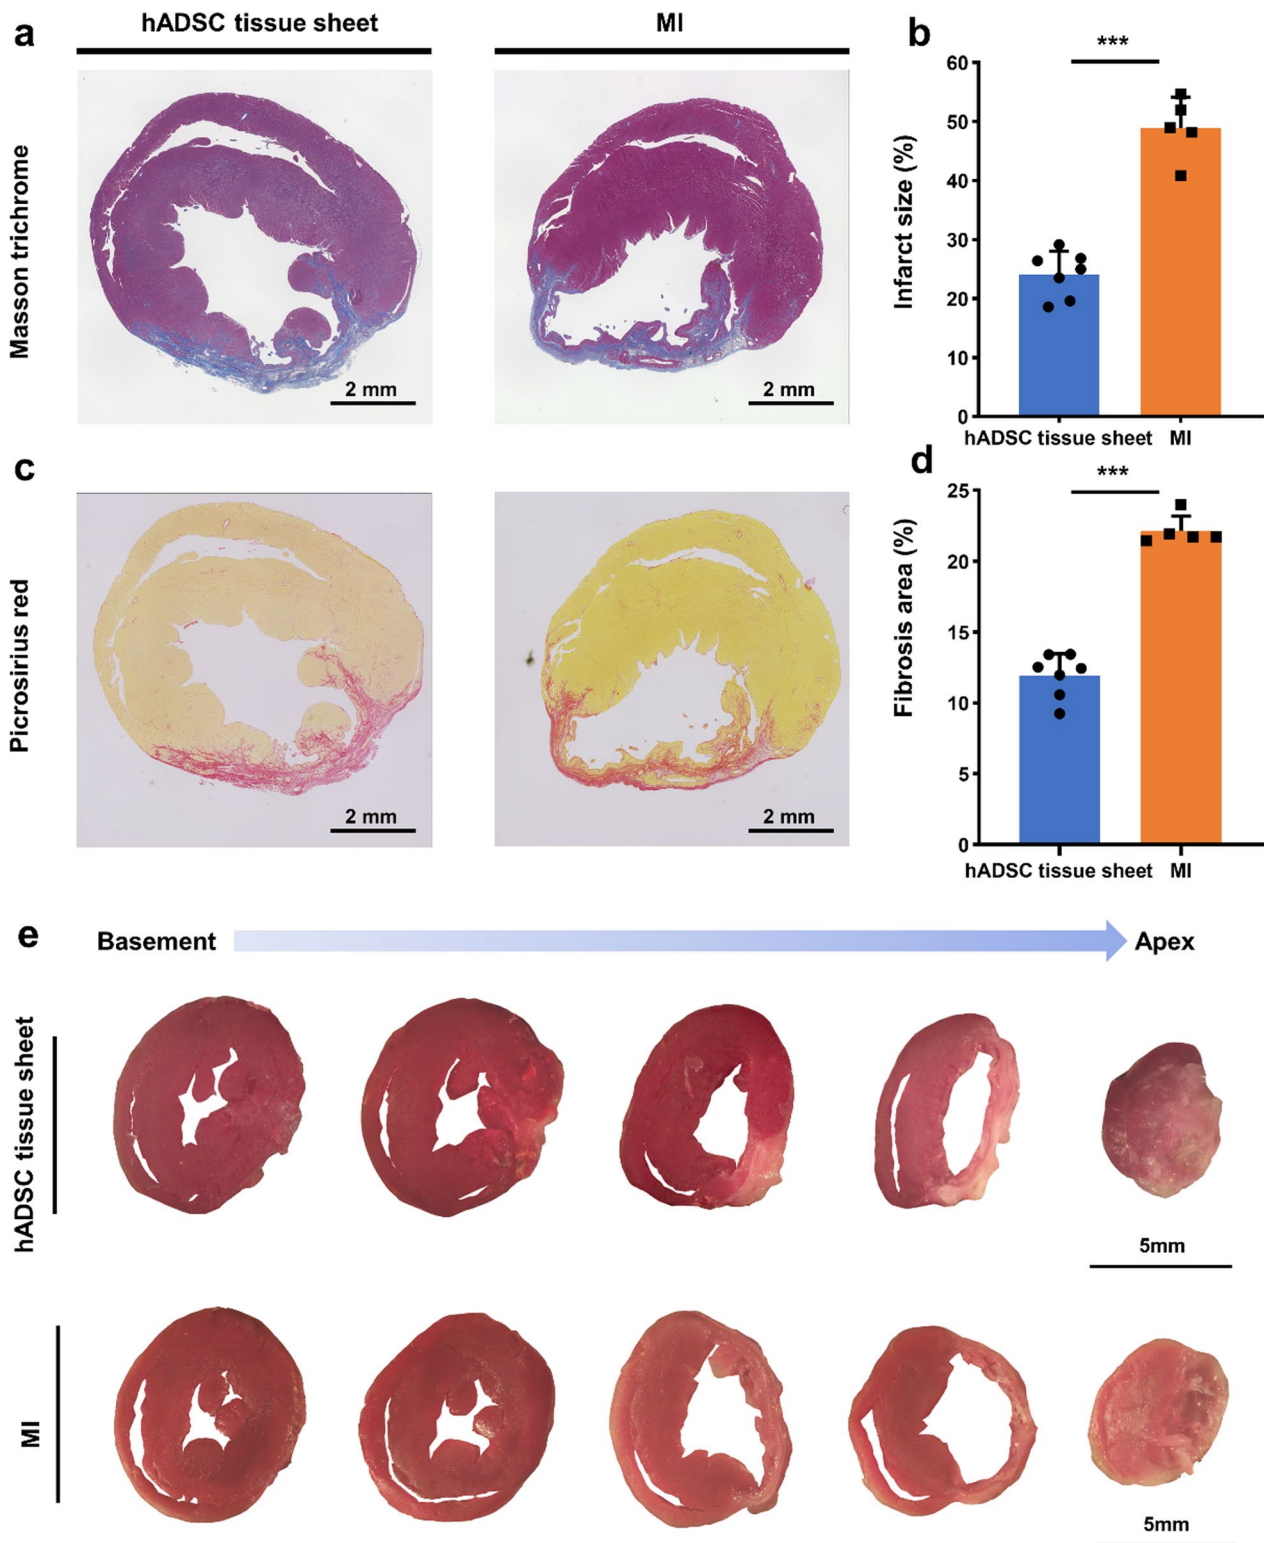 a
hADSC tissue sheet
MI
Masson trichrome
2 mm
2 mm
b
***
Infarct size (%)
60
50
40
30
20
10
0
hADSC tissue sheet
MI
c
Picrosirius red
2 mm
2 mm
d
***
Fibrosis area (%)
25
20
15
10
5
0
hADSC tissue sheet
MI
e
Basement
Apex
hADSC tissue sheet
5mm
MI
5mm